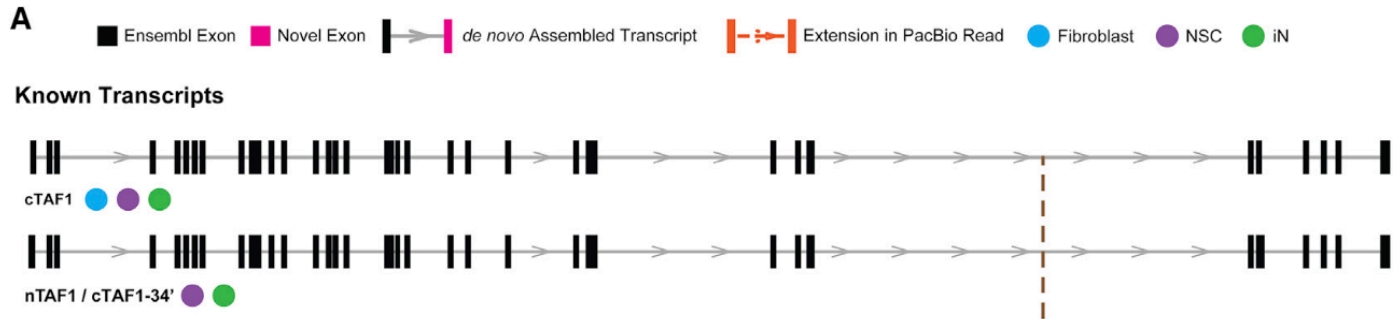 A
Ensembl Exon Novel Exon de novo Assembled Transcript Extension in PacBio Read Fibroblast NSC iN
Known Transcripts
cTAF1
nTAF1 / cTAF1-34’